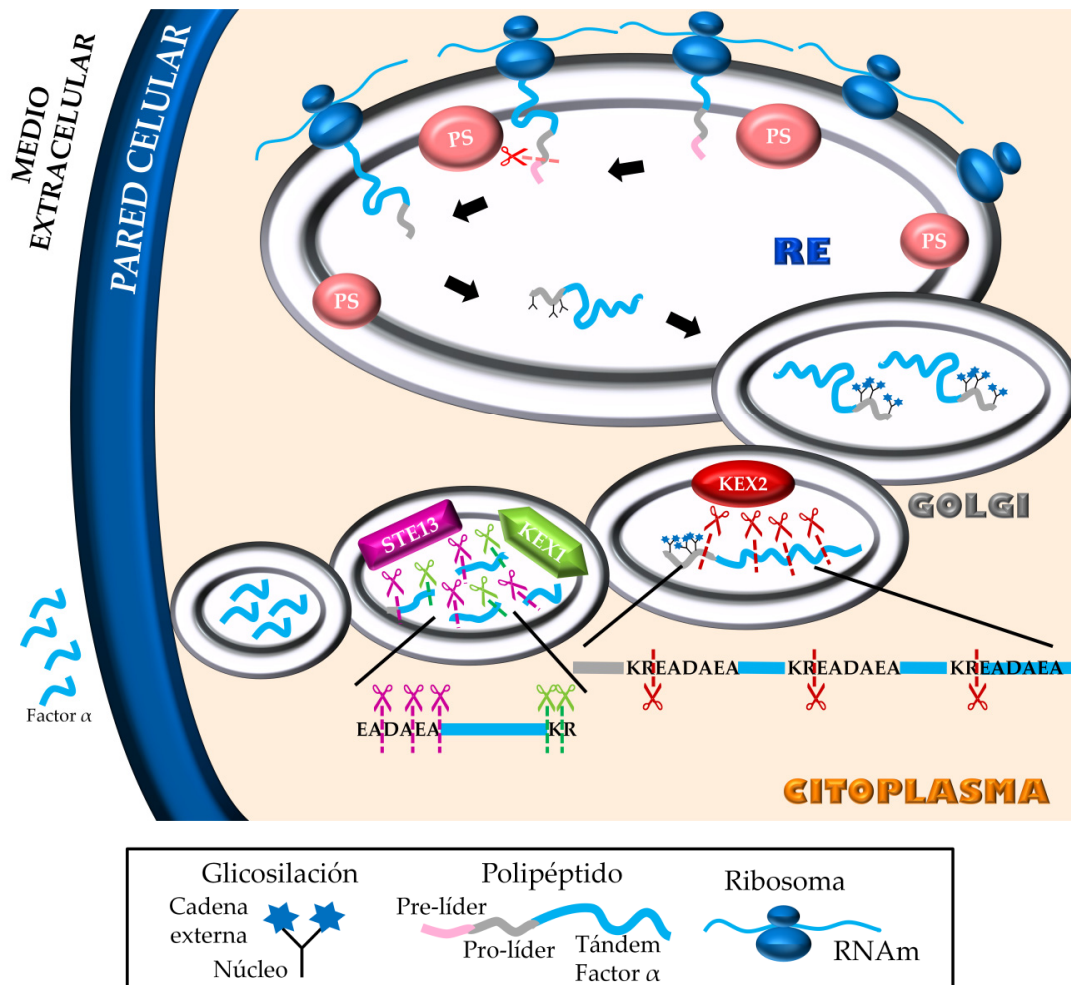 MEDIO
EXTRACELULAR
PARED CELULAR
PS
PS
PS
PS
RE
GOLGI
KEX2
STE13
KEX1
Factor α
KREADAEA KREADAEA KREADAEA
EADAEA KR
CITOPLASMA
Glicosilación
Cadena
externa
Núcleo
Polipéptido
Pre-líder
Pro-líder
Tándem
Factor α
Ribosoma
RNAm